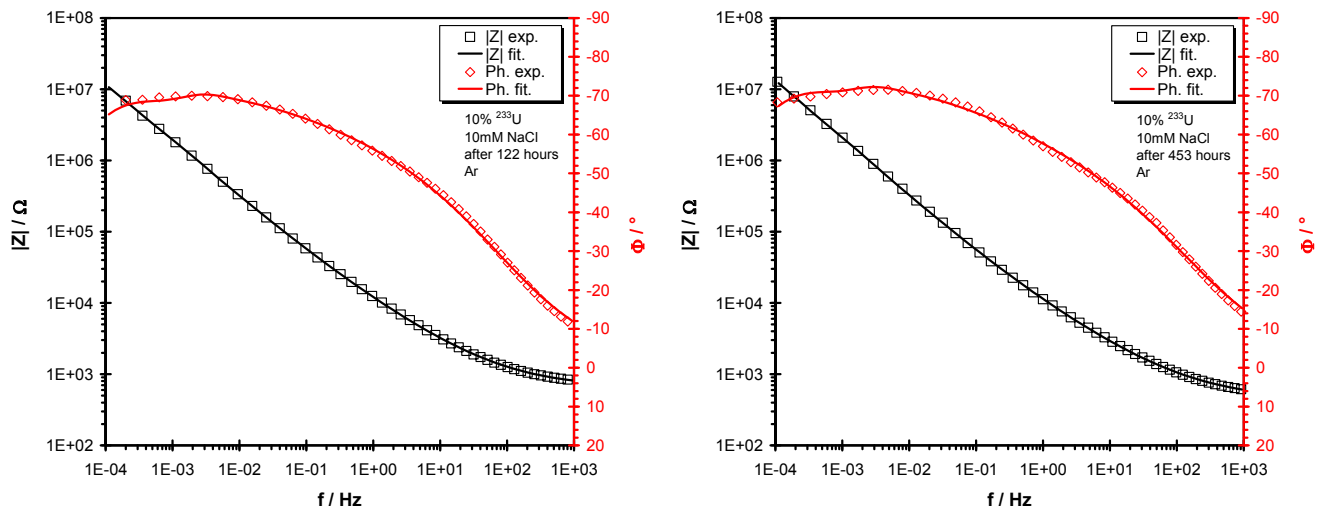 1E+08
1E+07
1E+06
1E+05
1E+04
1E+03
1E+02
|Z| / Ω
-90
-80
-70
-60
-50
-40
-30
-20
-10
0
10
20
Φ / °
|Z| exp.
|Z| fit.
Ph. exp.
Ph. fit.
10% ²³³U
10mM NaCl
after 122 hours
Ar
1E-04 1E-03 1E-02 1E-01 1E+00 1E+01 1E+02 1E+03
f / Hz
1E+08
1E+07
1E+06
1E+05
1E+04
1E+03
1E+02
|Z| / Ω
-90
-80
-70
-60
-50
-40
-30
-20
-10
0
10
20
Φ / °
|Z| exp.
|Z| fit.
Ph. exp.
Ph. fit.
10% ²³³U
10mM NaCl
after 453 hours
Ar
1E-04 1E-03 1E-02 1E-01 1E+00 1E+01 1E+02 1E+03
f / Hz